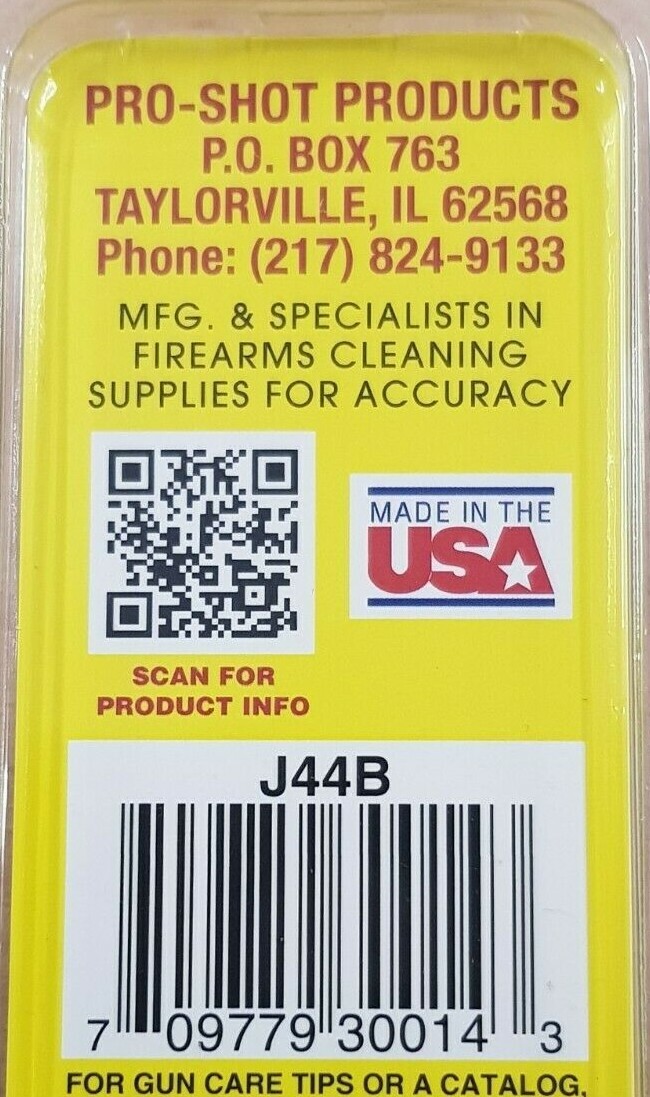 PRO-SHOT PRODUCTS
P.O. BOX 763
TAYLORVILLE, IL 62568
Phone: (217) 824-9133
MFG. & SPECIALISTS IN
FIREARMS CLEANING
SUPPLIES FOR ACCURACY
MADE IN THE
USA
SCAN FOR
PRODUCT INFO
J44B
7 09779 30014 3
FOR GUN CARE TIPS OR A CATALOG,